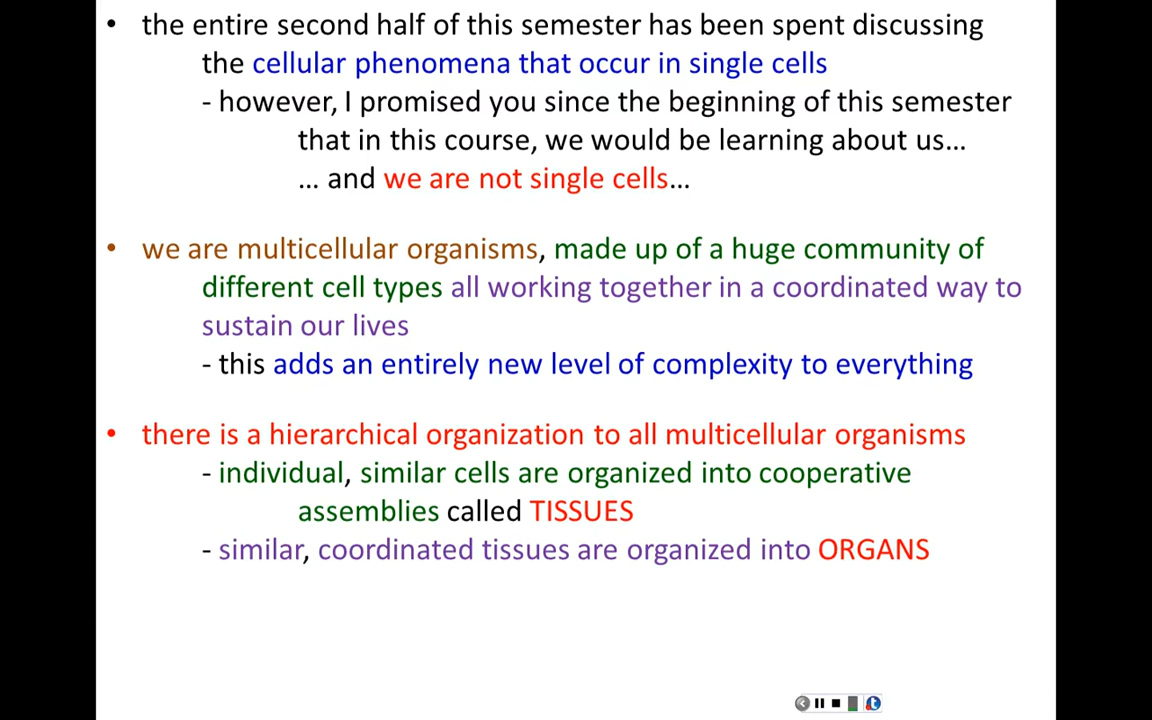 • the entire second half of this semester has been spent discussing
the cellular phenomena that occur in single cells
- however, I promised you since the beginning of this semester
that in this course, we would be learning about us...
... and we are not single cells...
• we are multicellular organisms, made up of a huge community of
different cell types all working together in a coordinated way to
sustain our lives
- this adds an entirely new level of complexity to everything
• there is a hierarchical organization to all multicellular organisms
- individual, similar cells are organized into cooperative
assemblies called TISSUES
- similar, coordinated tissues are organized into ORGANS